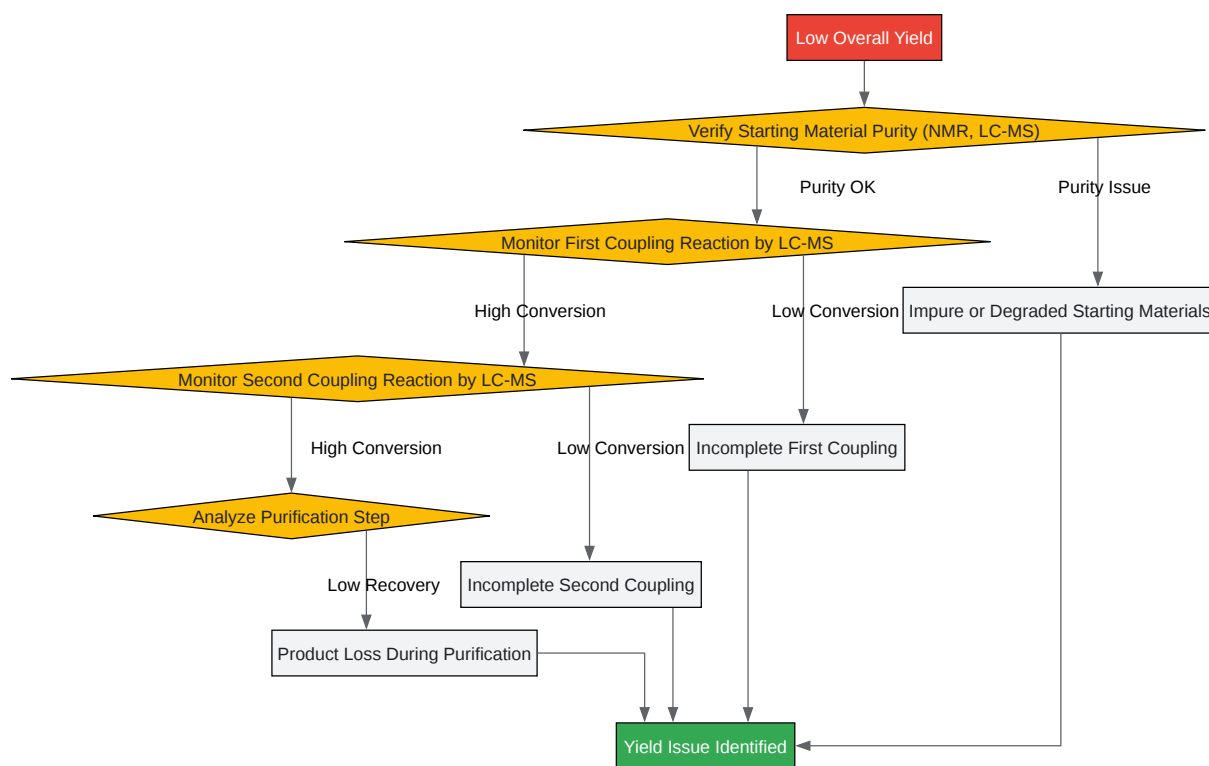 Low Overall Yield
Verify Starting Material Purity (NMR, LC-MS)
Purity OK
Purity Issue
Monitor First Coupling Reaction by LC-MS
High Conversion
Low Conversion
Impure or Degraded Starting Materials
Monitor Second Coupling Reaction by LC-MS
High Conversion
Low Conversion
Incomplete First Coupling
Analyze Purification Step
Low Recovery
Incomplete Second Coupling
Product Loss During Purification
Yield Issue Identified